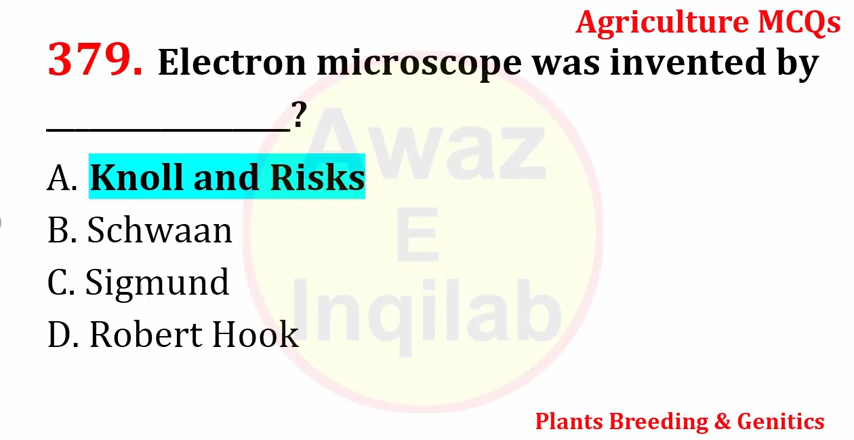 Agriculture MCQs
379. Electron microscope was invented by
________________?
A. Knoll and Risks
B. Schwaan
C. Sigmund
D. Robert Hook
Awaz
E
Inqilab
Plants Breeding & Genitics